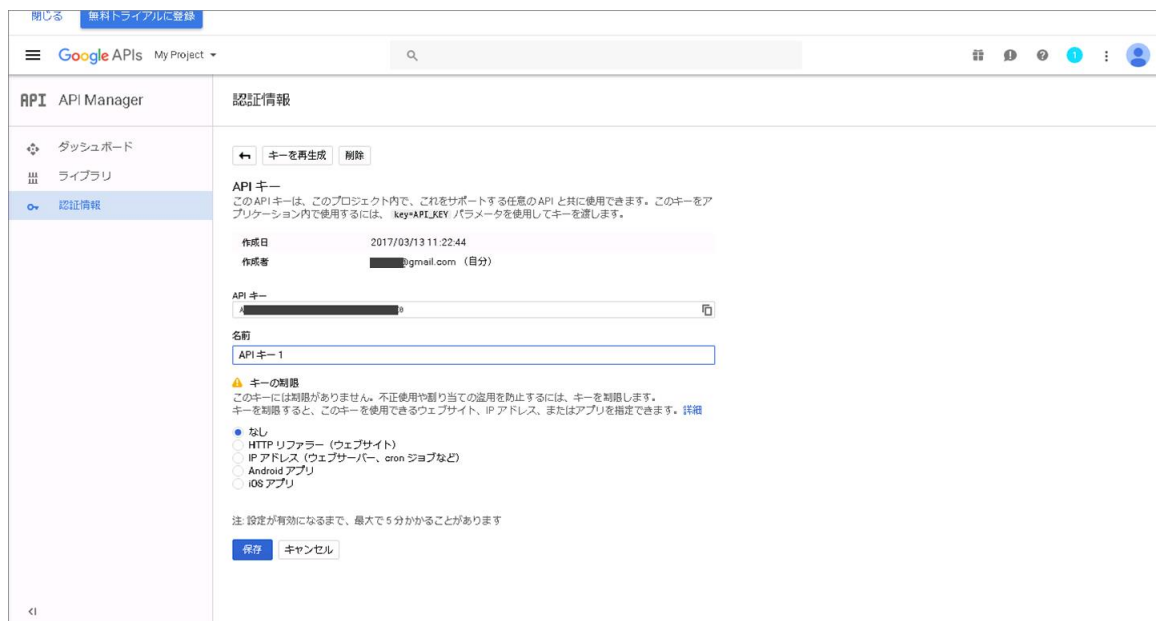 閉じる 無料トライアルに登録
Google APIs My Project
1
API API Manager
認証情報
ダッシュボード
ライブラリ
認証情報
キーを再生成 削除
API キー
この API キーは、このプロジェクト内で、これをサポートする任意の API と共に使用できます。このキーをア
プリケーション内で使用するには、 key=API_KEY パラメータを使用してキーを渡します。
作成日 2017/03/13 11:22:44
作成者 @gmail.com （自分）
API キー
A
名前
API キー 1
キーの制限
このキーには制限がありません。不正使用や割り当ての盗用を防止するには、キーを制限します。
キーを制限すると、このキーを使用できるウェブサイト、IP アドレス、またはアプリを指定できます。詳細
なし
HTTP リファラー（ウェブサイト）
IP アドレス（ウェブサーバー、cron ジョブなど）
Android アプリ
iOS アプリ
注: 設定が有効になるまで、最大で 5 分かかることがあります
保存 キャンセル